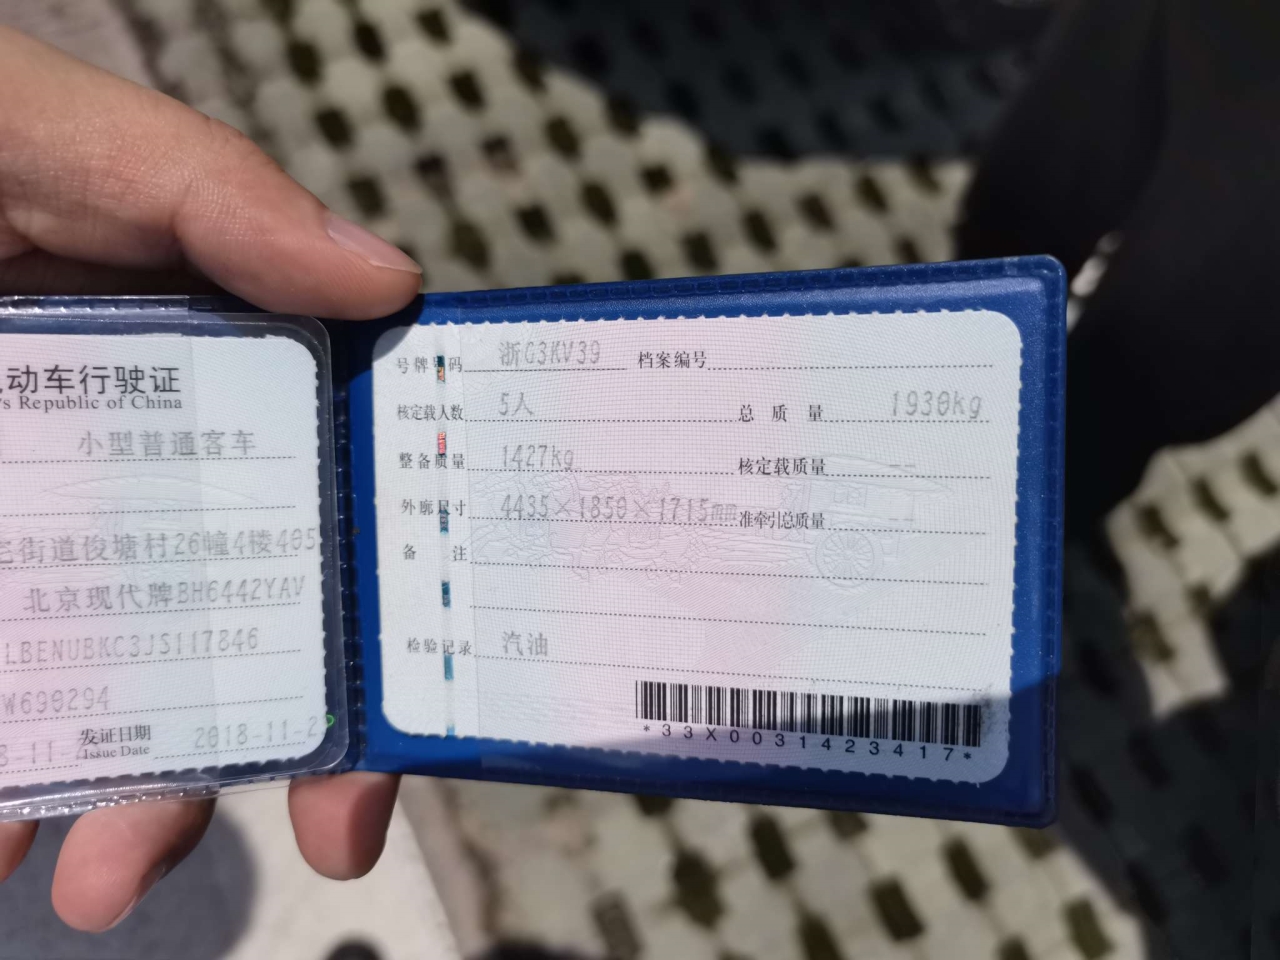 动车行驶证
's Republic of China
小型普通客车
宅街道俊塘村26幢4楼405
北京现代牌BH6442YAV
LBENUBKC3JS117846
W690294
发证日期 2018-11-2
Issue Date
号牌号码 浙G3KV39 档案编号
核定载人数 5人 总质量 1930kg
整备质量 1427kg 核定载质量 --
外廓尺寸 4435×1850×1715mm 准牵引总质量 --
备注
检验记录 汽油
*33X0031423417*